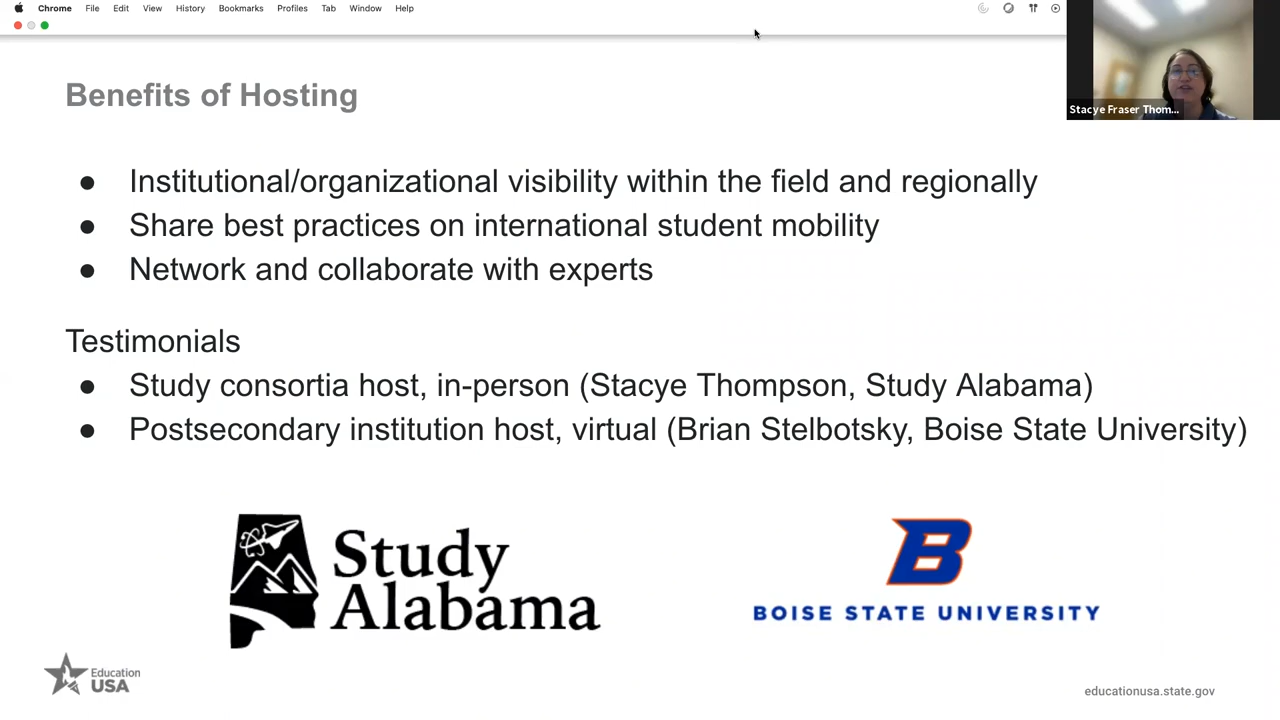 Chrome File Edit View History Bookmarks Profiles Tab Window Help
Stacye Fraser Thom...
Benefits of Hosting
● Institutional/organizational visibility within the field and regionally
● Share best practices on international student mobility
● Network and collaborate with experts
Testimonials
● Study consortia host, in-person (Stacye Thompson, Study Alabama)
● Postsecondary institution host, virtual (Brian Stelbotsky, Boise State University)
Study
Alabama
B
BOISE STATE UNIVERSITY
Education
USA
educationusa.state.gov